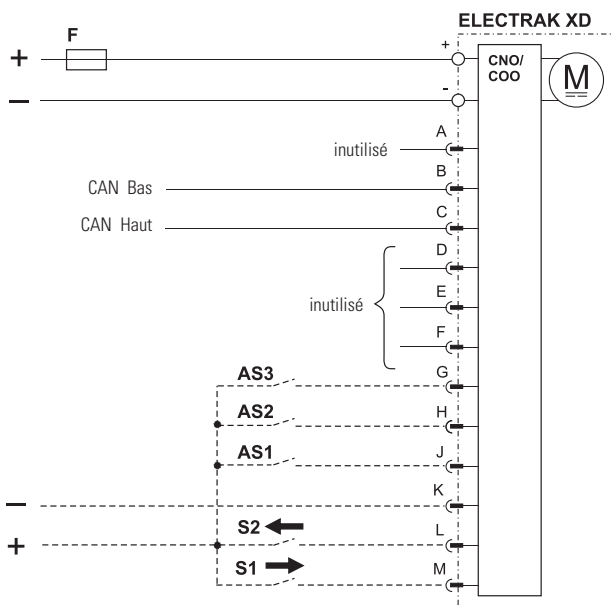 ELECTRAK XD
F
+
+
CNO/
COO
M
-
–
A
inutilisé
B
CAN Bas
C
CAN Haut
D
E
inutilisé
F
AS3
G
AS2
H
AS1
J
K
–
S2
L
+
S1
M